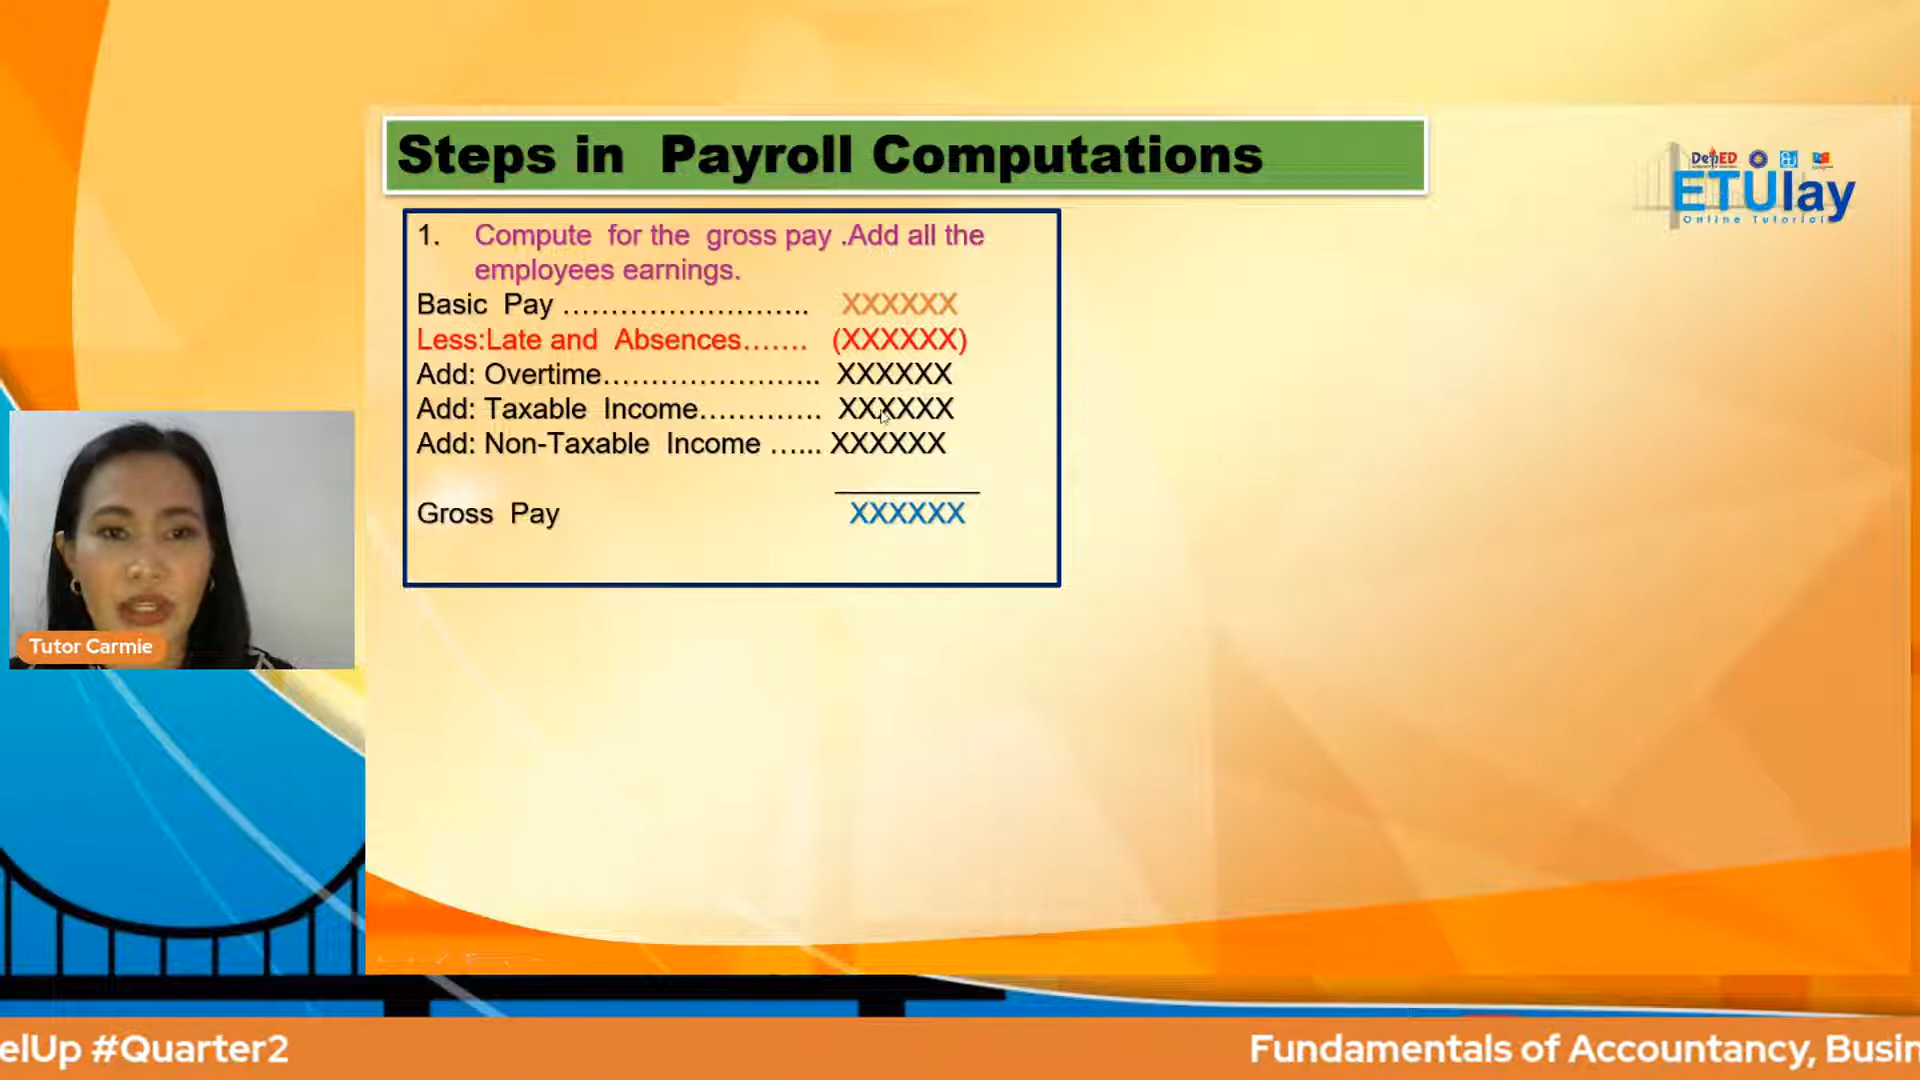 Steps in Payroll Computations
DepED
ETUlay
Online Tutorial
1. Compute for the gross pay .Add all the
employees earnings.
Basic Pay …………………….. XXXXXX
Less:Late and Absences……. (XXXXXX)
Add: Overtime………………….. XXXXXX
Add: Taxable Income…………. XXXXXX
Add: Non-Taxable Income …... XXXXXX
Gross Pay XXXXXX
Tutor Carmie
elUp #Quarter2
Fundamentals of Accountancy, Busin